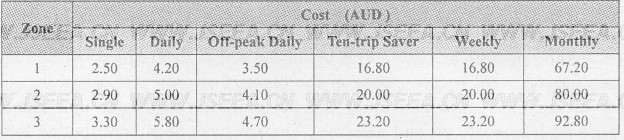 Cost (AUD)
Zone Single Daily Off-peak Daily Ten-trip Saver Weekly Monthly
1 2.50 4.20 3.50 16.80 16.80 67.20
2 2.90 5.00 4.10 20.00 20.00 80.00
3 3.30 5.80 4.70 23.20 23.20 92.80